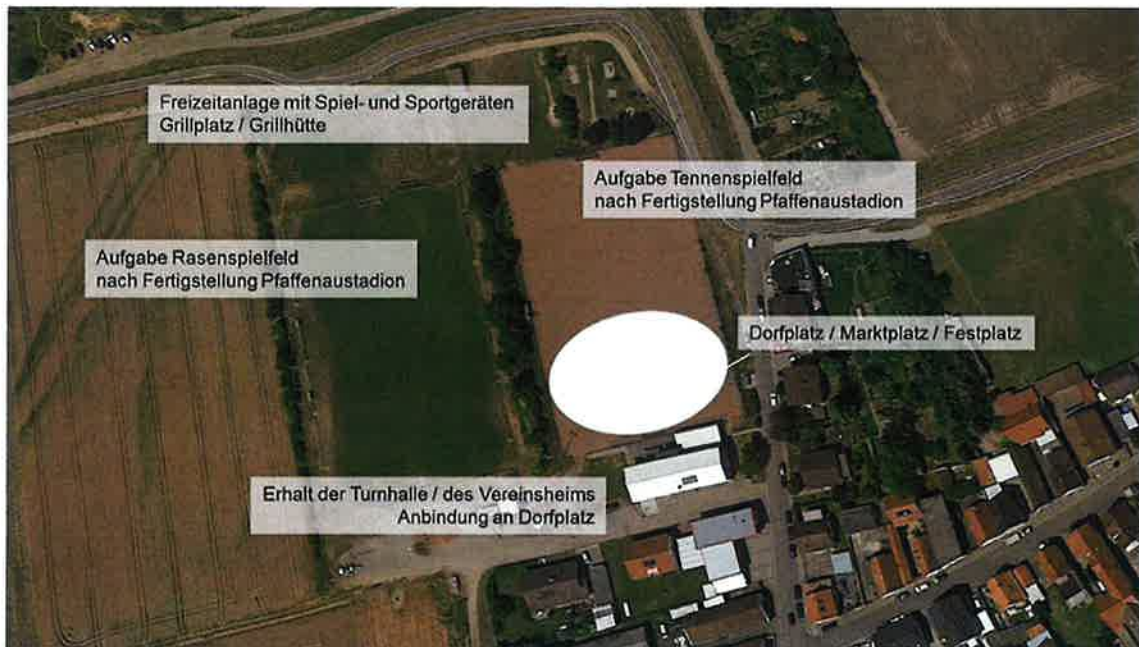 Freizeitanlage mit Spiel- und Sportgeräten
Grillplatz / Grillhütte
Aufgabe Tennenspielfeld
nach Fertigstellung Pfaffenaustadion
Aufgabe Rasenspielfeld
nach Fertigstellung Pfaffenaustadion
Dorfplatz / Marktplatz / Festplatz
Erhalt der Turnhalle / des Vereinsheims
Anbindung an Dorfplatz